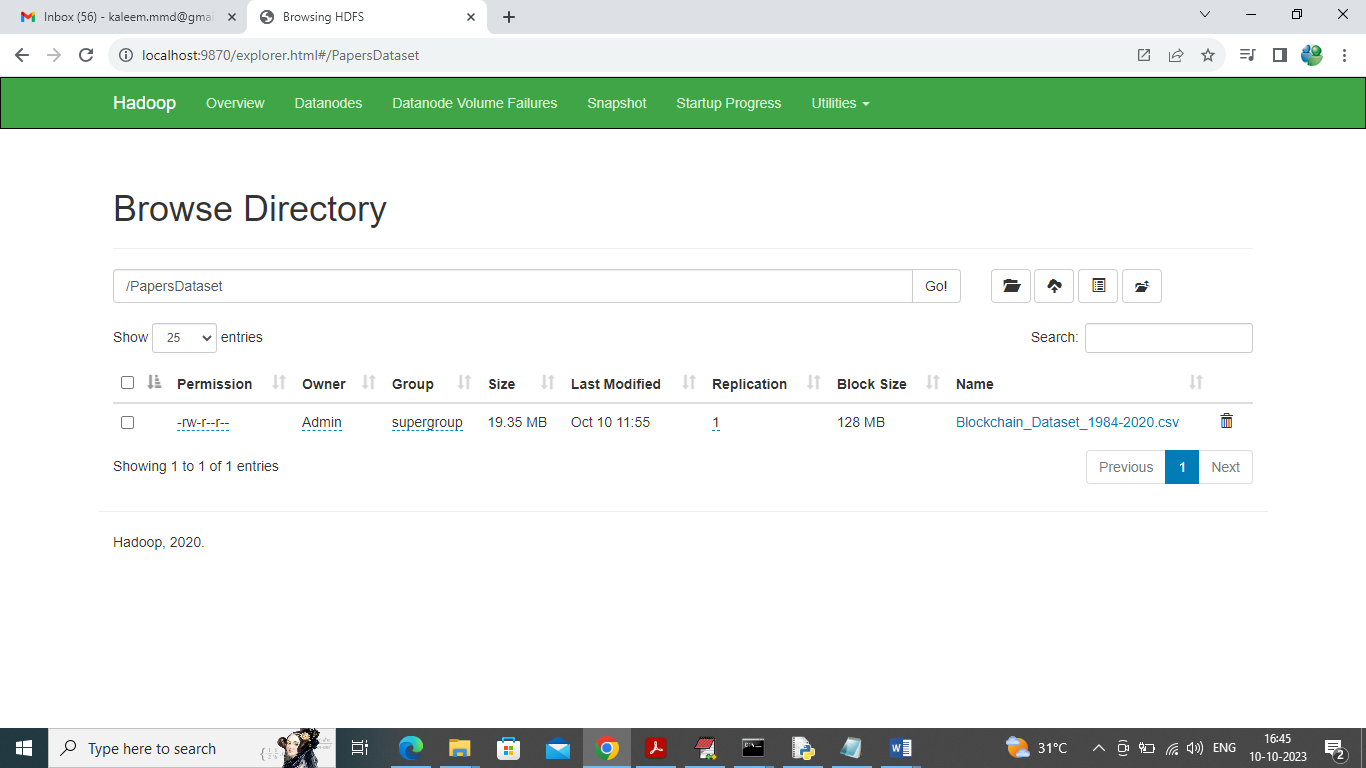 Inbox (56) - kaleem.mmd@gmai
Browsing HDFS
localhost:9870/explorer.html#/PapersDataset
Hadoop Overview Datanodes Datanode Volume Failures Snapshot Startup Progress Utilities
Browse Directory
/PapersDataset Go!
Show 25 entries Search:
Permission Owner Group Size Last Modified Replication Block Size Name
-rw-r--r-- Admin supergroup 19.35 MB Oct 10 11:55 1 128 MB Blockchain_Dataset_1984-2020.csv
Showing 1 to 1 of 1 entries Previous 1 Next
Hadoop, 2020.
Type here to search 31°C ENG 16:45
10-10-2023 2